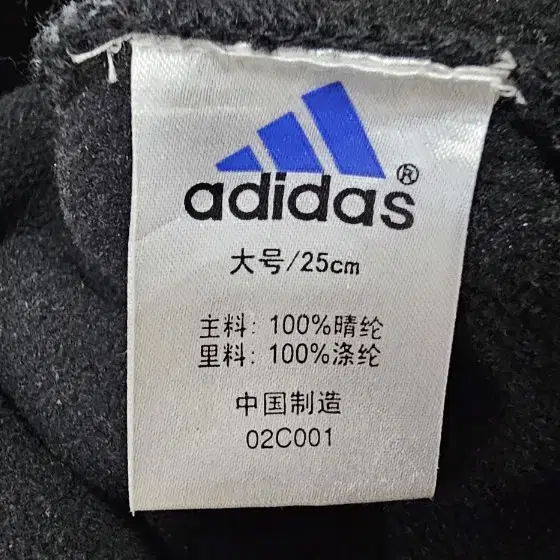 adidas®
大号/25cm
主料: 100%晴纶
里料: 100%涤纶
中国制造
02C001